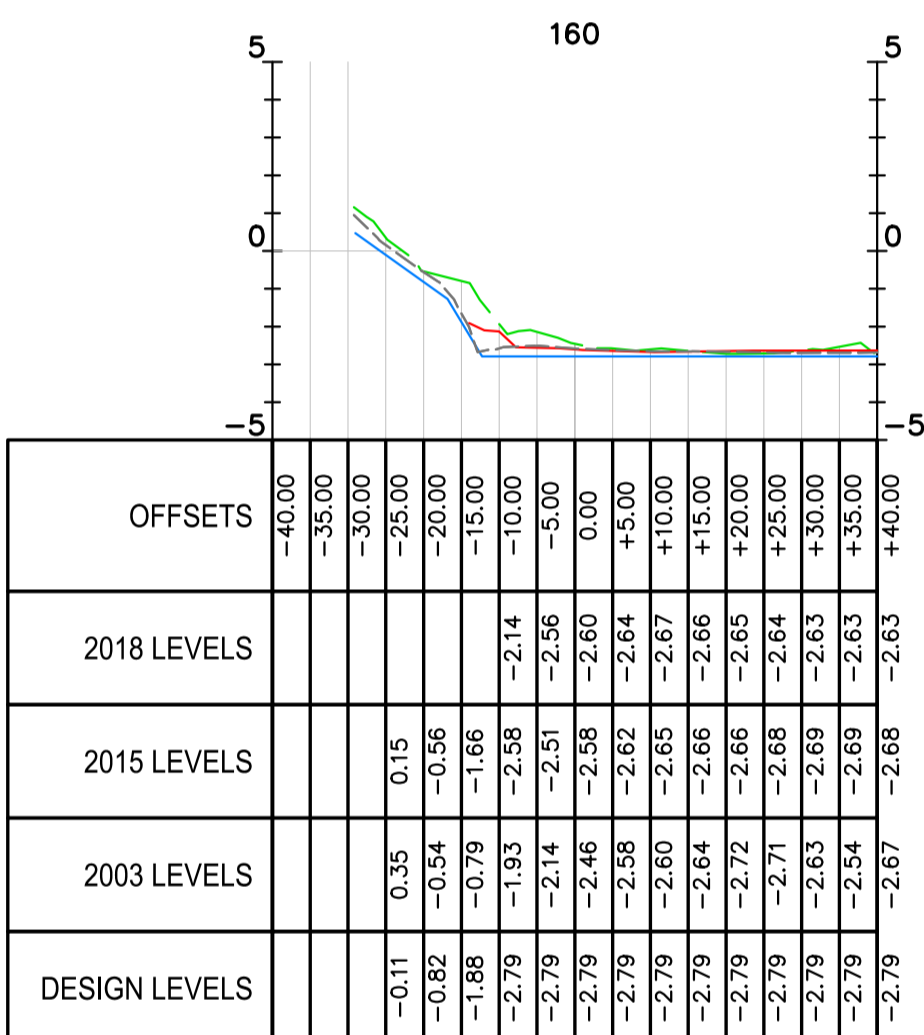 160
5 5
0 0
−5 −5
OFFSETS −40.00 −35.00 −30.00 −25.00 −20.00 −15.00 −10.00 −5.00 0.00 +5.00 +10.00 +15.00 +20.00 +25.00 +30.00 +35.00 +40.00
2018 LEVELS −2.14 −2.56 −2.60 −2.64 −2.67 −2.66 −2.65 −2.64 −2.63 −2.63 −2.63
2015 LEVELS 0.15 −0.56 −1.66 −2.58 −2.51 −2.58 −2.62 −2.65 −2.66 −2.66 −2.68 −2.69 −2.69 −2.68
2003 LEVELS 0.35 −0.54 −0.79 −1.93 −2.14 −2.46 −2.58 −2.60 −2.64 −2.72 −2.71 −2.63 −2.54 −2.67
DESIGN LEVELS −0.11 −0.82 −1.88 −2.79 −2.79 −2.79 −2.79 −2.79 −2.79 −2.79 −2.79 −2.79 −2.79 −2.79